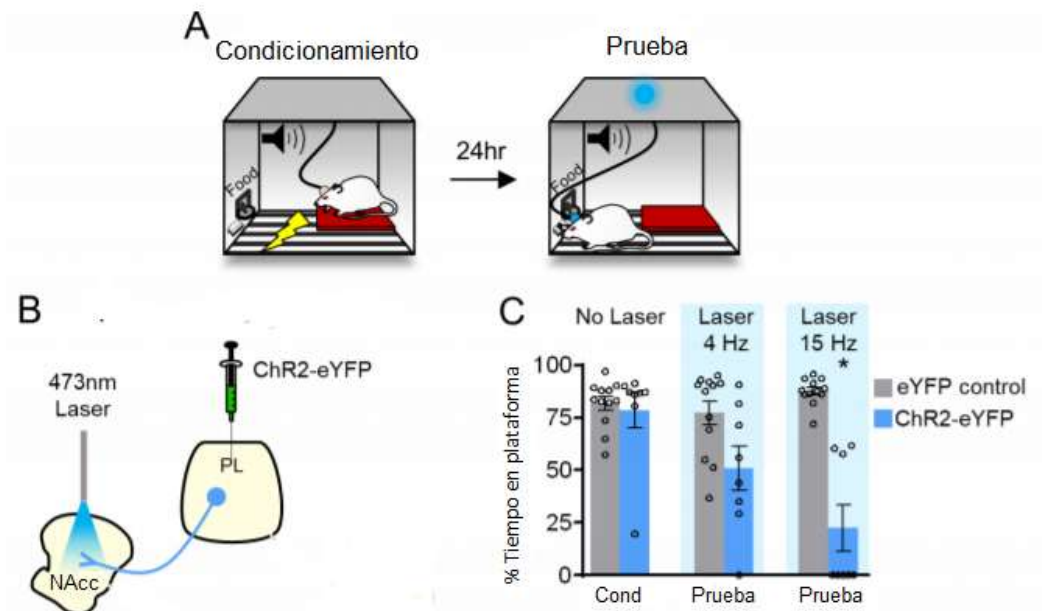 A
Condicionamiento
Prueba
Food
24hr
Food
B
473nm
Laser
ChR2-eYFP
PL
NAcc
C
No Laser
Laser
4 Hz
Laser
15 Hz
*
% Tiempo en plataforma
100
75
50
25
0
Cond
Prueba
Prueba
eYFP control
ChR2-eYFP